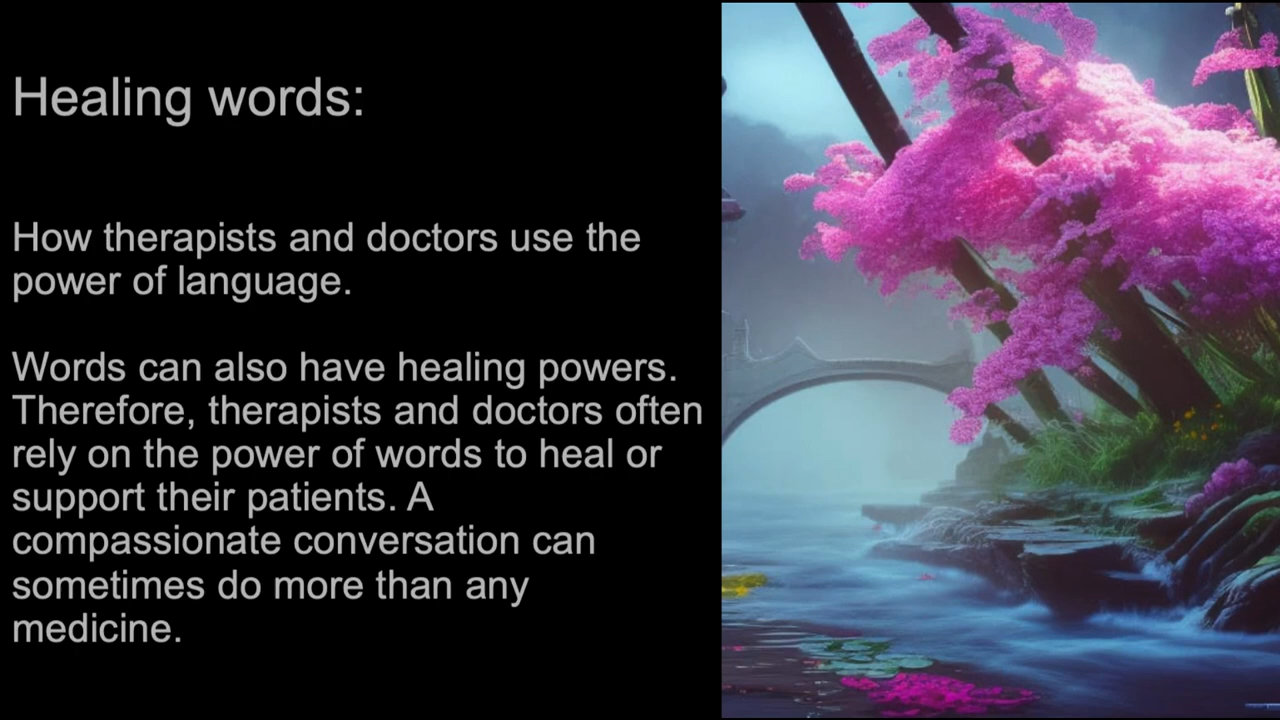 Healing words:
How therapists and doctors use the
power of language.
Words can also have healing powers.
Therefore, therapists and doctors often
rely on the power of words to heal or
support their patients. A
compassionate conversation can
sometimes do more than any
medicine.